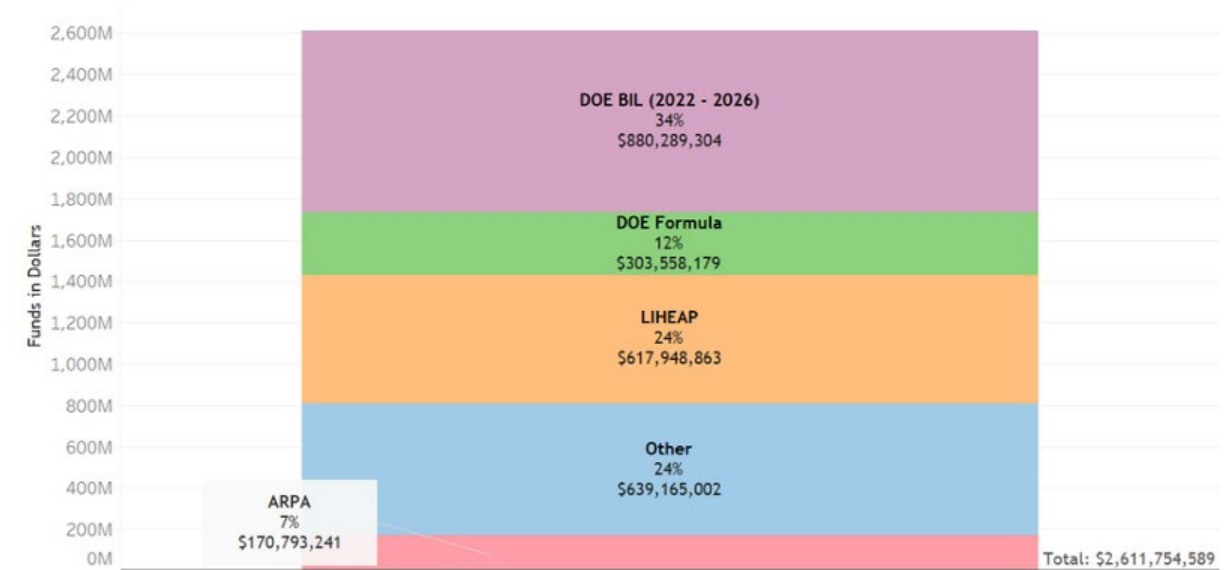 2,600M
2,400M
2,200M
2,000M
1,800M
1,600M
1,400M
1,200M
1,000M
800M
600M
400M
200M
0M
Funds in Dollars
DOE BIL (2022 - 2026)
34%
$880,289,304
DOE Formula
12%
$303,558,179
LIHEAP
24%
$617,948,863
Other
24%
$639,165,002
ARPA
7%
$170,793,241
Total: $2,611,754,589